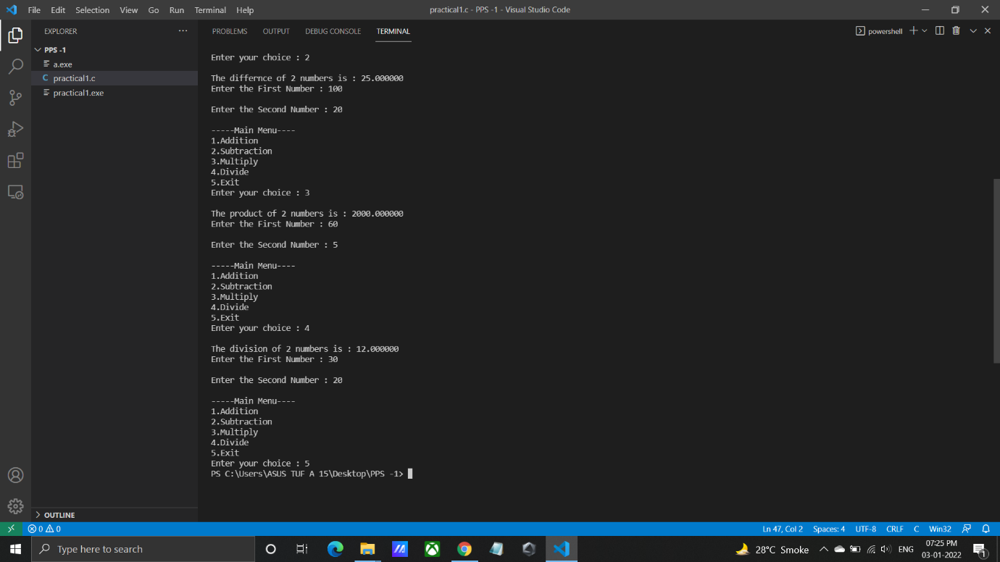 File Edit Selection View Go Run Terminal Help
practical1.c - PPS -1 - Visual Studio Code
EXPLORER
PPS -1
a.exe
C practical1.c
practical1.exe
OUTLINE
PROBLEMS OUTPUT DEBUG CONSOLE TERMINAL
powershell
Enter your choice : 2
The differnce of 2 numbers is : 25.000000
Enter the First Number : 100
Enter the Second Number : 20
-----Main Menu----
1.Addition
2.Subtraction
3.Multiply
4.Divide
5.Exit
Enter your choice : 3
The product of 2 numbers is : 2000.000000
Enter the First Number : 60
Enter the Second Number : 5
-----Main Menu----
1.Addition
2.Subtraction
3.Multiply
4.Divide
5.Exit
Enter your choice : 4
The division of 2 numbers is : 12.000000
Enter the First Number : 30
Enter the Second Number : 20
-----Main Menu----
1.Addition
2.Subtraction
3.Multiply
4.Divide
5.Exit
Enter your choice : 5
PS C:\Users\ASUS TUF A 15\Desktop\PPS -1>
0 0
Ln 47, Col 2 Spaces: 4 UTF-8 CRLF C Win32
Type here to search
28°C Smoke
ENG
07:25 PM
03-01-2022
1